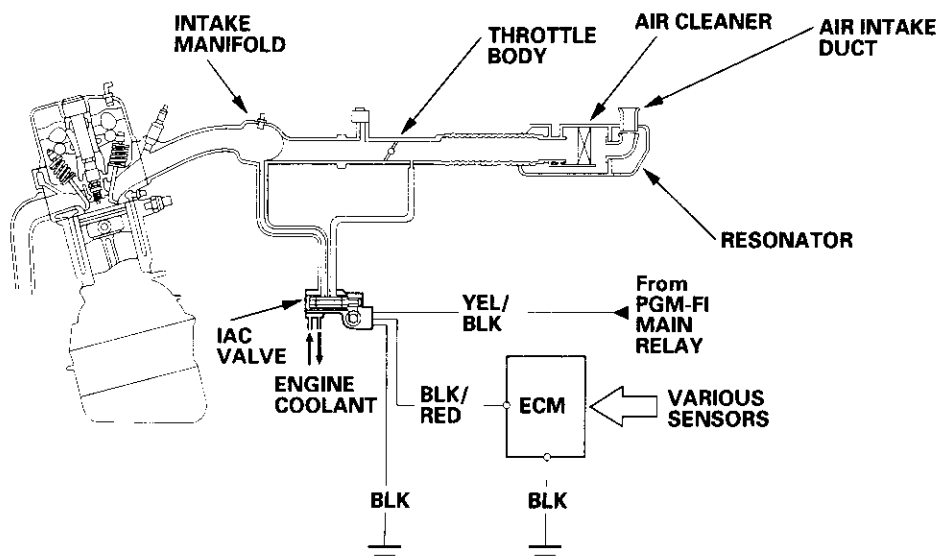 INTAKE
MANIFOLD
THROTTLE
BODY
AIR CLEANER
AIR INTAKE
DUCT
RESONATOR
IAC
VALVE
ENGINE
COOLANT
YEL/
BLK
From
PGM-FI
MAIN
RELAY
BLK/
RED
ECM
VARIOUS
SENSORS
BLK
BLK